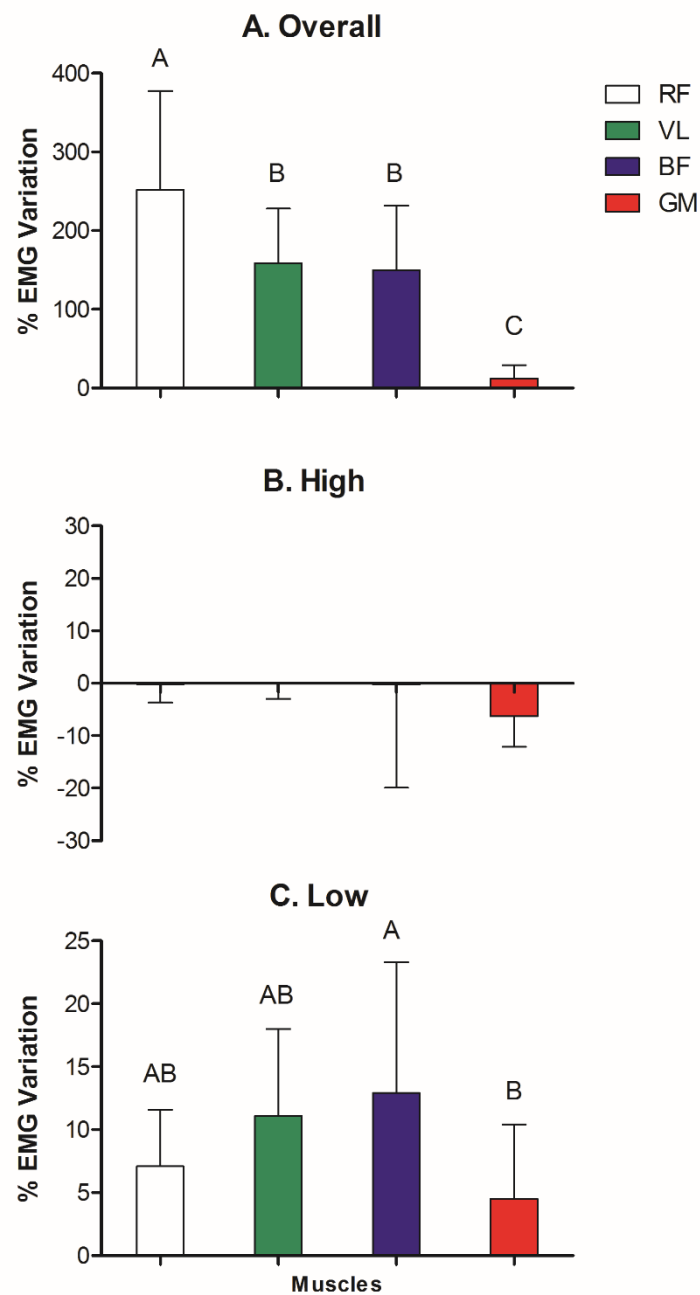 A. Overall
A
B
B
C
400
300
200
100
0
% EMG Variation
RF
VL
BF
GM
B. High
30
20
10
0
-10
-20
-30
% EMG Variation
C. Low
AB
AB
A
B
25
20
15
10
5
0
% EMG Variation
Muscles